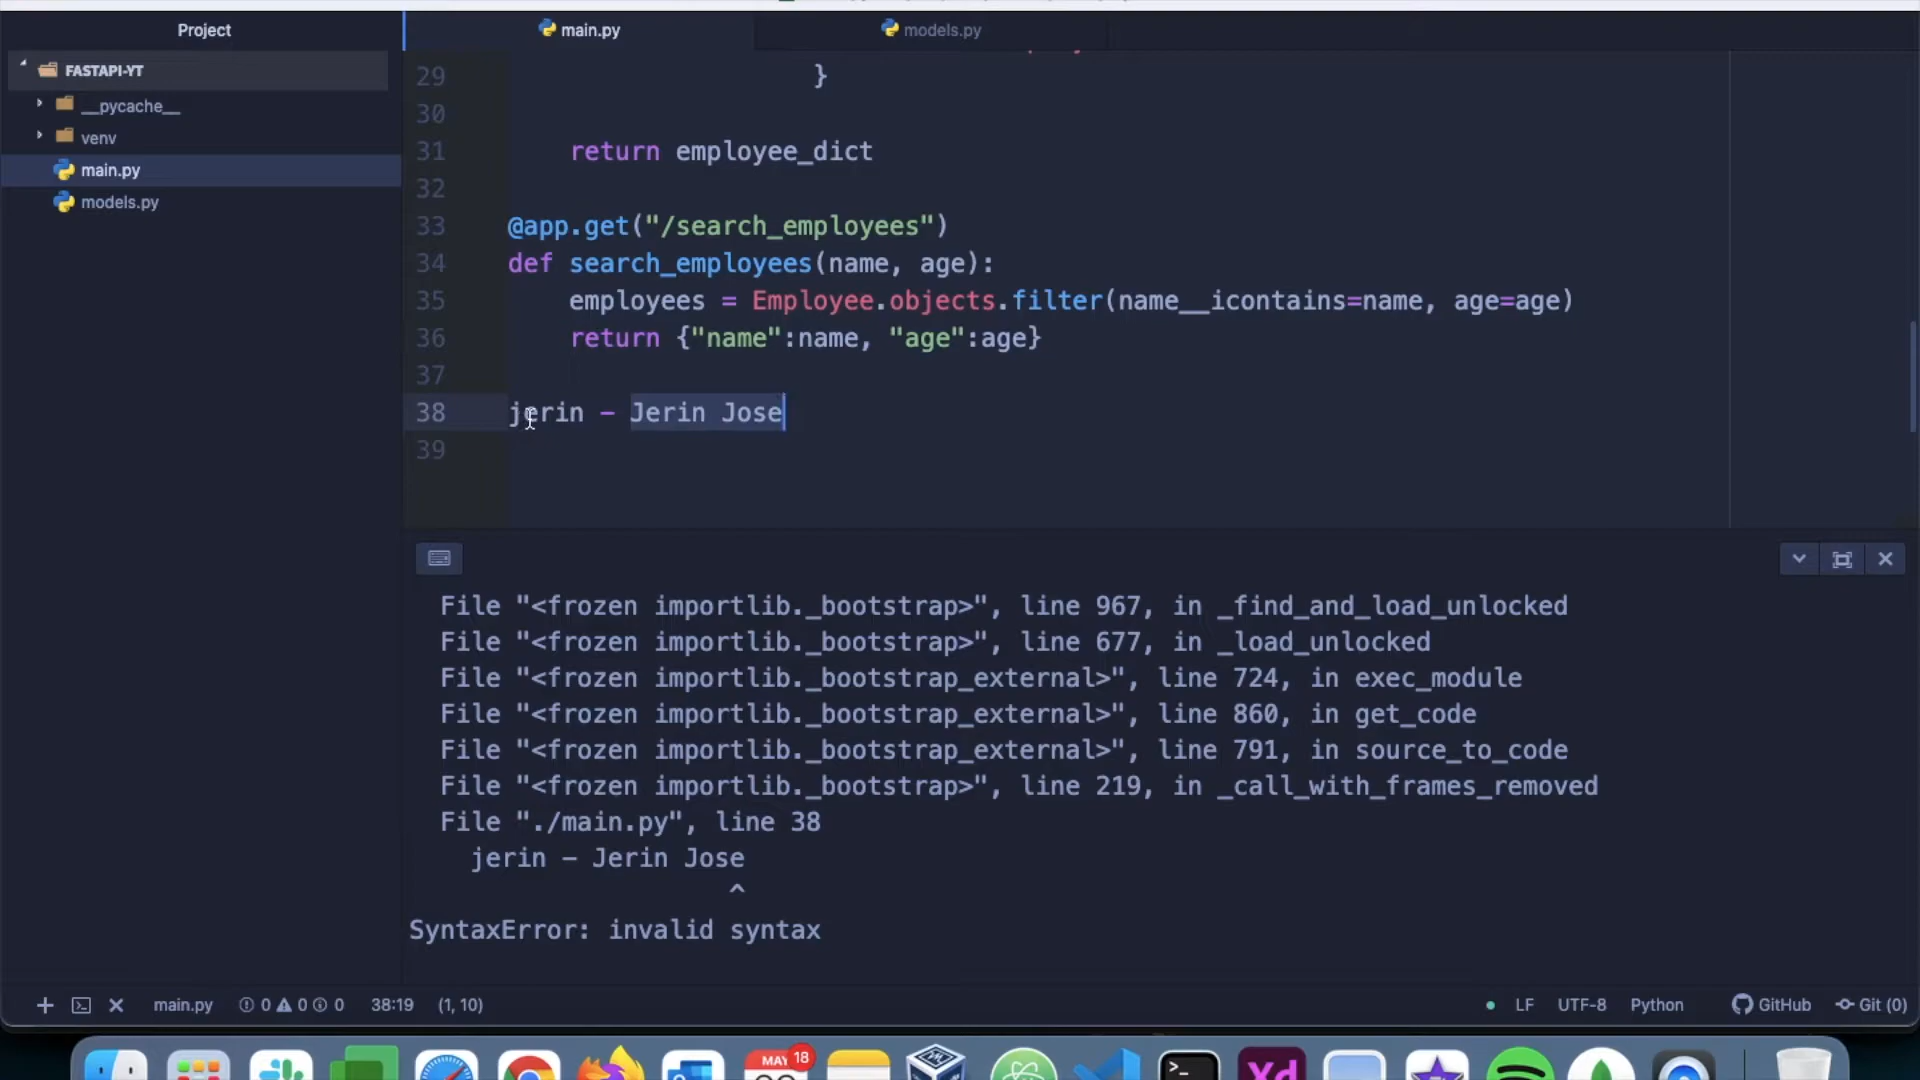 Project
main.py
models.py
FASTAPI-YT
__pycache__
venv
main.py
models.py
29 }
30
31 return employee_dict
32
33 @app.get("/search_employees")
34 def search_employees(name, age):
35 employees = Employee.objects.filter(name__icontains=name, age=age)
36 return {"name":name, "age":age}
37
38 jerin - Jerin Jose
39
File "<frozen importlib._bootstrap>", line 967, in _find_and_load_unlocked
File "<frozen importlib._bootstrap>", line 677, in _load_unlocked
File "<frozen importlib._bootstrap_external>", line 724, in exec_module
File "<frozen importlib._bootstrap_external>", line 860, in get_code
File "<frozen importlib._bootstrap_external>", line 791, in source_to_code
File "<frozen importlib._bootstrap>", line 219, in _call_with_frames_removed
File "./main.py", line 38
jerin - Jerin Jose
^
SyntaxError: invalid syntax
main.py 0 0 0 38:19 (1, 10) LF UTF-8 Python GitHub Git (0)
MAY 18
>_
Xd